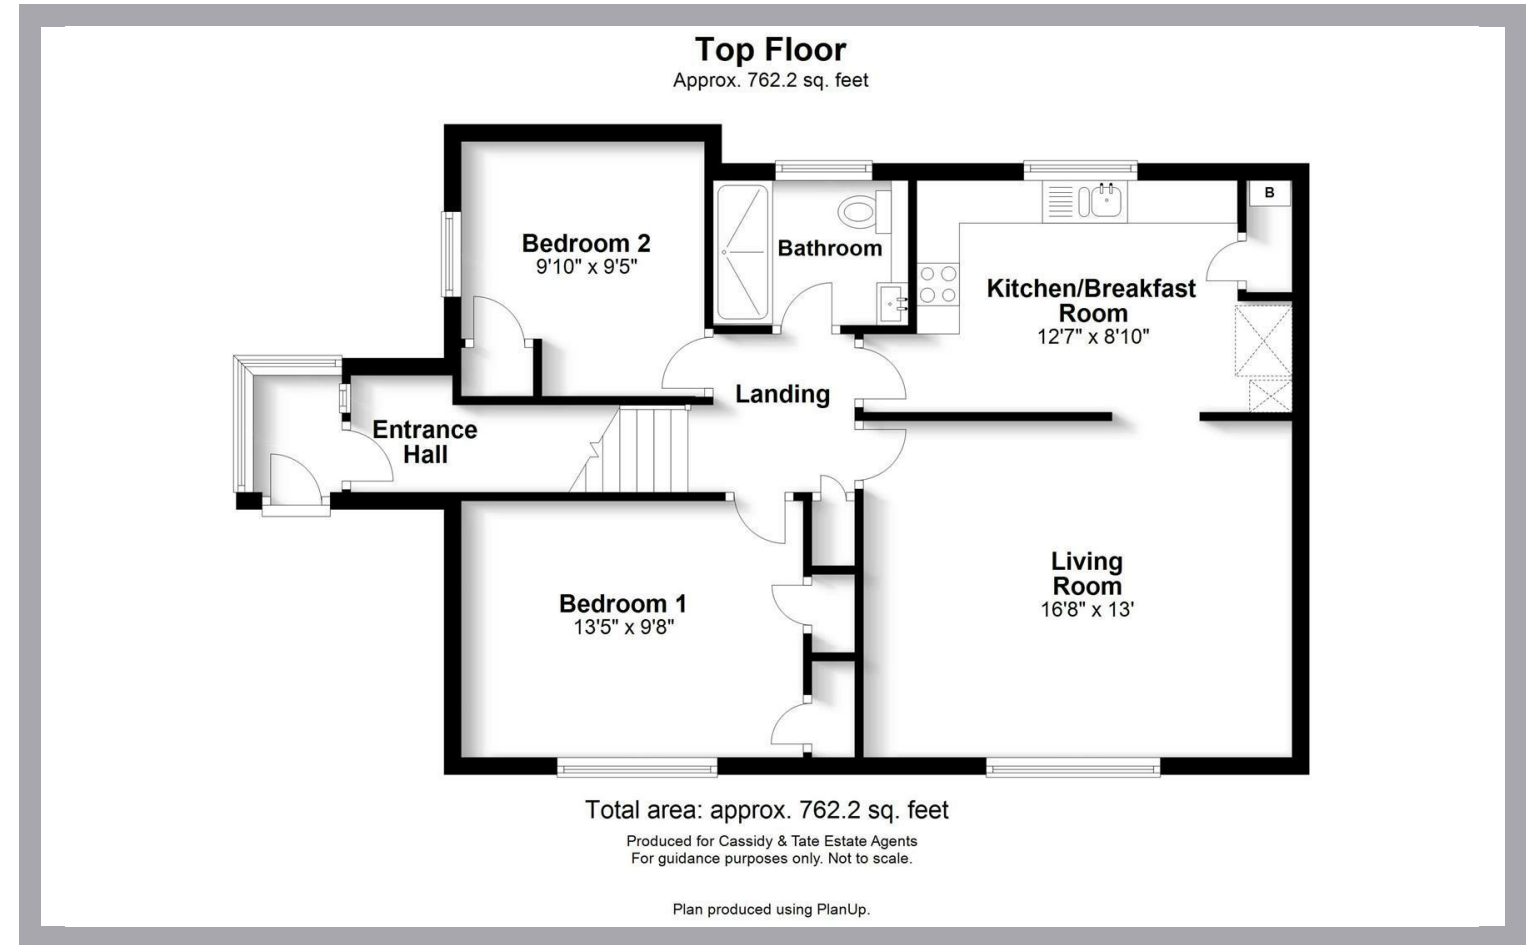 Top Floor
Approx. 762.2 sq. feet
Bedroom 2
9'10" x 9'5"
Bathroom
B
Kitchen/Breakfast
Room
12'7" x 8'10"
Landing
Entrance
Hall
Living
Room
16'8" x 13'
Bedroom 1
13'5" x 9'8"
Total area: approx. 762.2 sq. feet
Produced for Cassidy & Tate Estate Agents
For guidance purposes only. Not to scale.
Plan produced using PlanUp.